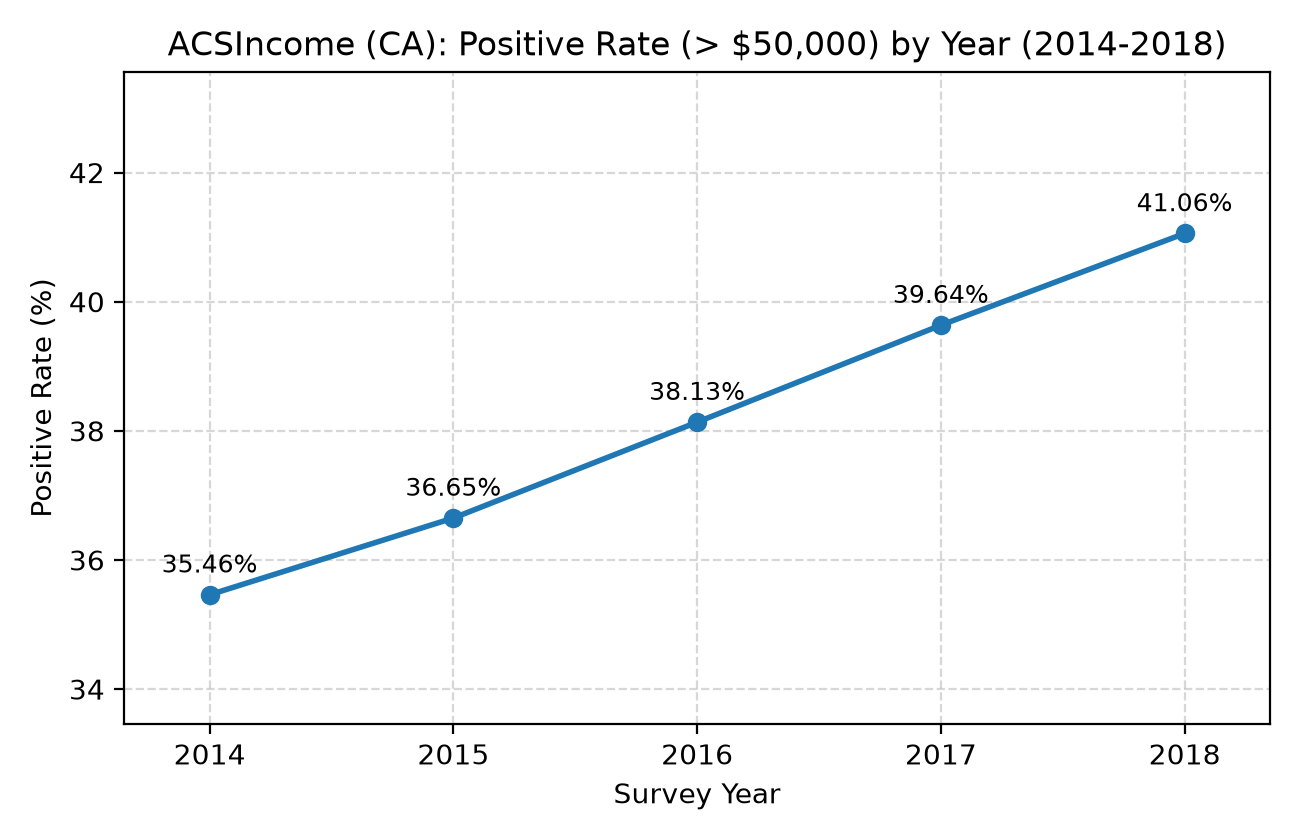 ACSIncome (CA): Positive Rate (> $50,000) by Year (2014-2018)
Positive Rate (%)
42
40
38
36
34
35.46%
36.65%
38.13%
39.64%
41.06%
2014 2015 2016 2017 2018
Survey Year